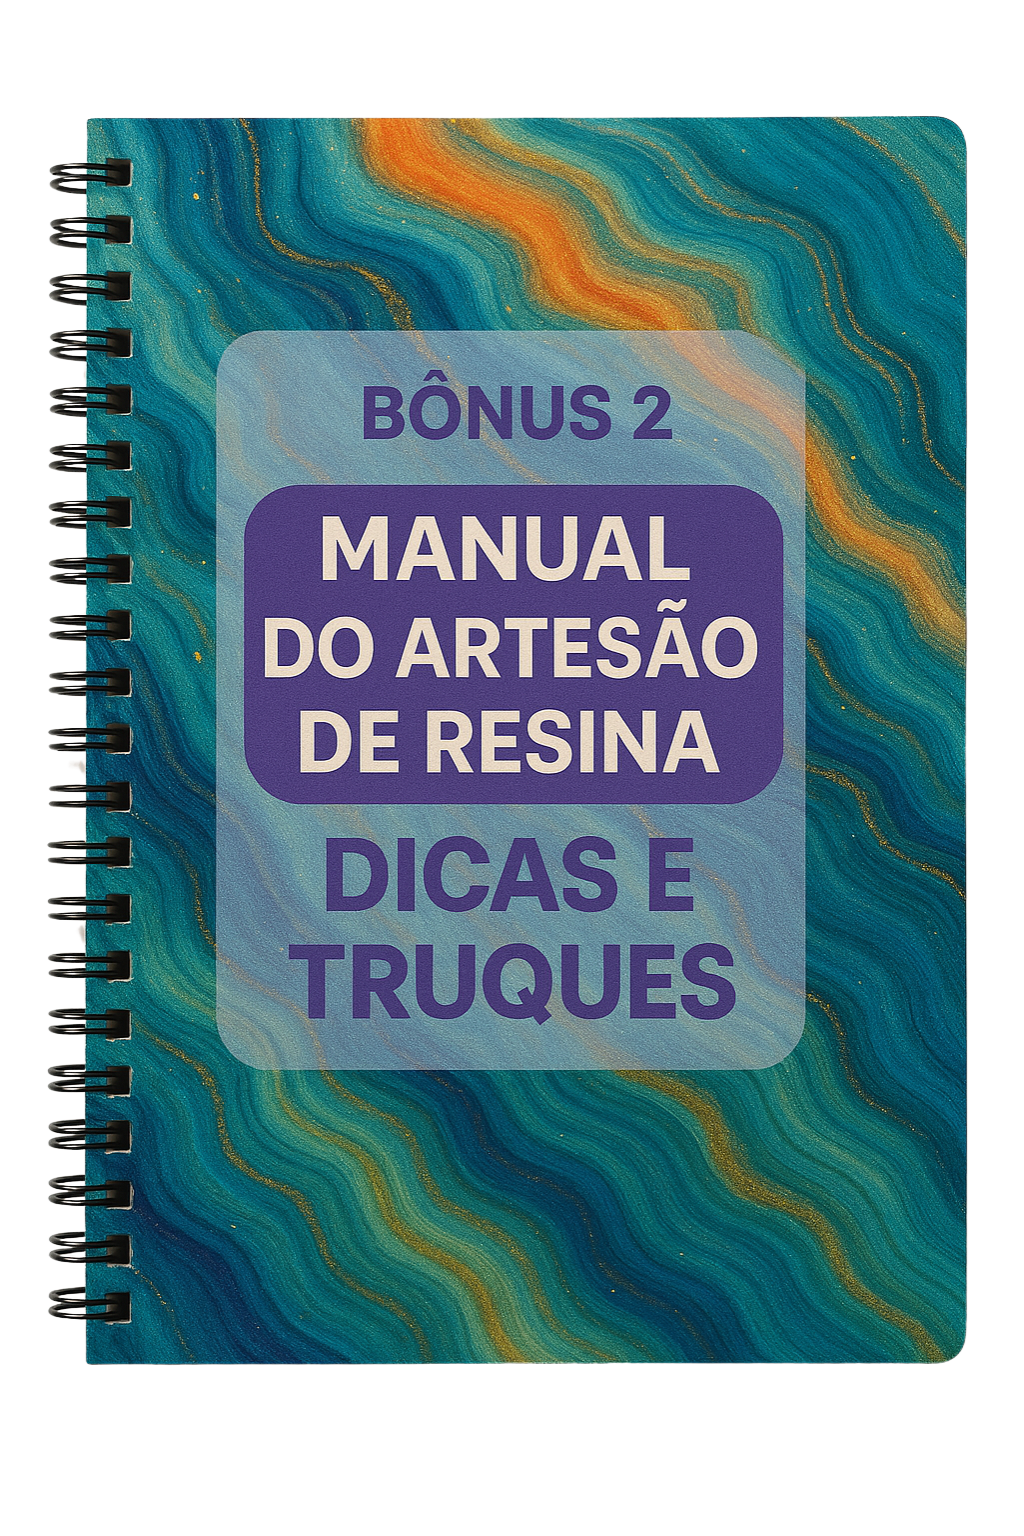 BÔNUS 2
MANUAL
DO ARTESÃO
DE RESINA
DICAS E
TRUQUES